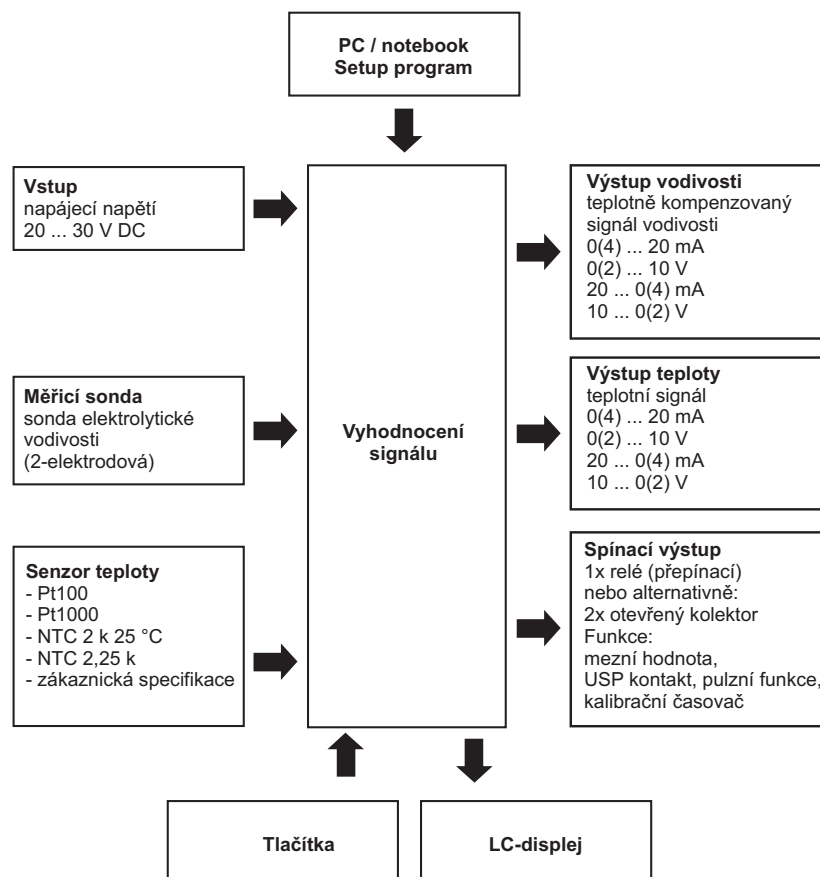 PC / notebook
Setup program
Vstup
napájecí napětí
20 ... 30 V DC
Měřicí sonda
sonda elektrolytické
vodivosti
(2-elektrodová)
Senzor teploty
- Pt100
- Pt1000
- NTC 2 k 25 °C
- NTC 2,25 k
- zákaznická specifikace
Vyhodnocení
signálu
Výstup vodivosti
teplotně kompenzovaný
signál vodivosti
0(4) ... 20 mA
0(2) ... 10 V
20 ... 0(4) mA
10 ... 0(2) V
Výstup teploty
teplotní signál
0(4) ... 20 mA
0(2) ... 10 V
20 ... 0(4) mA
10 ... 0(2) V
Spínací výstup
1x relé (přepínací)
nebo alternativně:
2x otevřený kolektor
Funkce:
mezní hodnota,
USP kontakt, pulzní funkce,
kalibrační časovač
Tlačítka
LC-displej